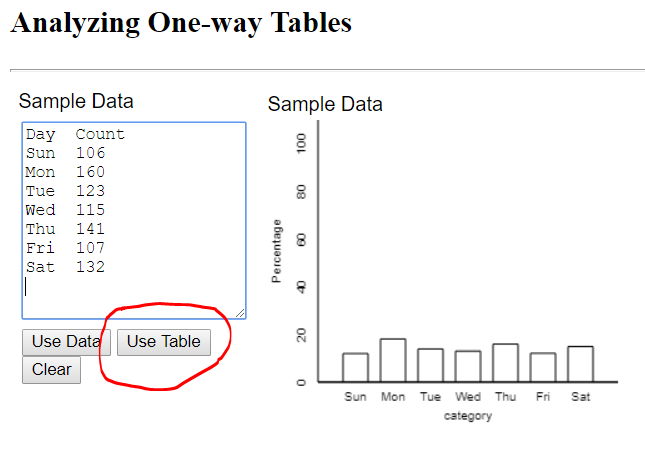 Analyzing One-way Tables
Sample Data
Day Count
Sun 106
Mon 160
Tue 123
Wed 115
Thu 141
Fri 107
Sat 132
Use Data Use Table
Clear
Sample Data
Percentage
100
80
60
40
20
0
Sun Mon Tue Wed Thu Fri Sat
category